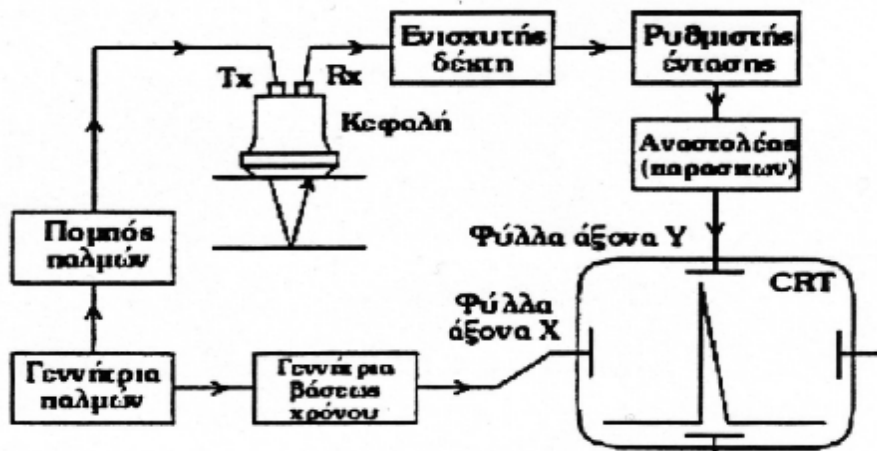 Ενισχυτής
δέκτη
Ρυθμιστής
έντασης
Tx
Rx
Κεφαλή
Αναστολέας
(παρασιτων)
Πομπός
παλμών
Φύλλα άξονα Υ
CRT
Φύλλα
άξονα Χ
Γεννήτρια
παλμών
Γεννήτρια
βάσεως
χρόνου